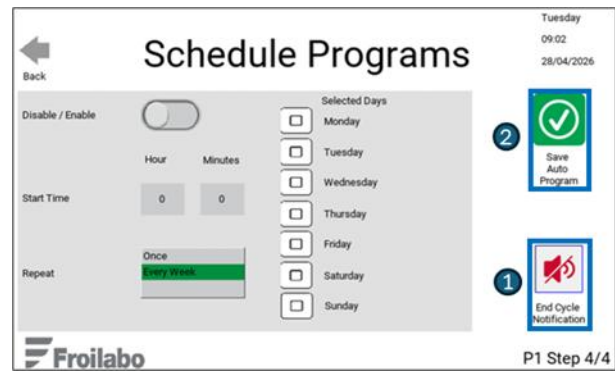 Tuesday
09:02
28/04/2026
Back
Schedule Programs
Disable / Enable
Selected Days
Monday
Tuesday
Wednesday
Thursday
Friday
Saturday
Sunday
Hour Minutes
Start Time 0 0
Repeat
Once
Every Week
2
Save
Auto
Program
1
End Cycle
Notification
Froilabo
P1 Step 4/4